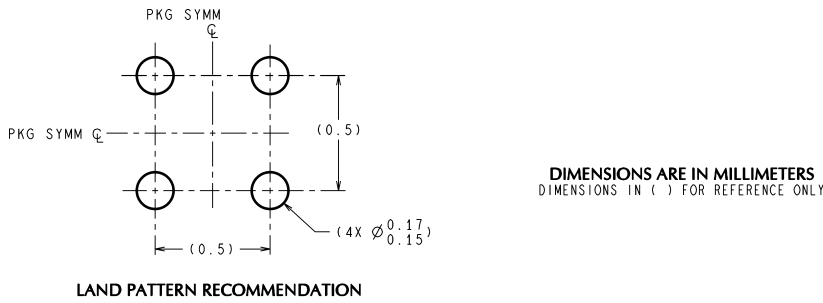 PKG SYMM
℄
PKG SYMM ℄
(0.5)
(0.5)
(4X Ø 0.17
0.15)
DIMENSIONS ARE IN MILLIMETERS
DIMENSIONS IN ( ) FOR REFERENCE ONLY
LAND PATTERN RECOMMENDATION